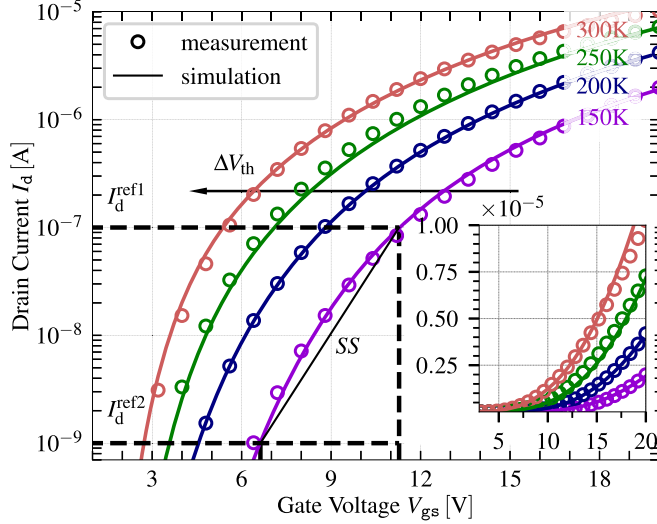 10⁻⁵
10⁻⁶
10⁻⁷
10⁻⁸
10⁻⁹
Drain Current I_d [A]
measurement
simulation
300K
250K
200K
150K
ΔV_th
I_d^ref1
I_d^ref2
SS
×10⁻⁵
1.00
0.75
0.50
0.25
5 10 15 20
3 6 9 12 15 18
Gate Voltage V_gs [V]